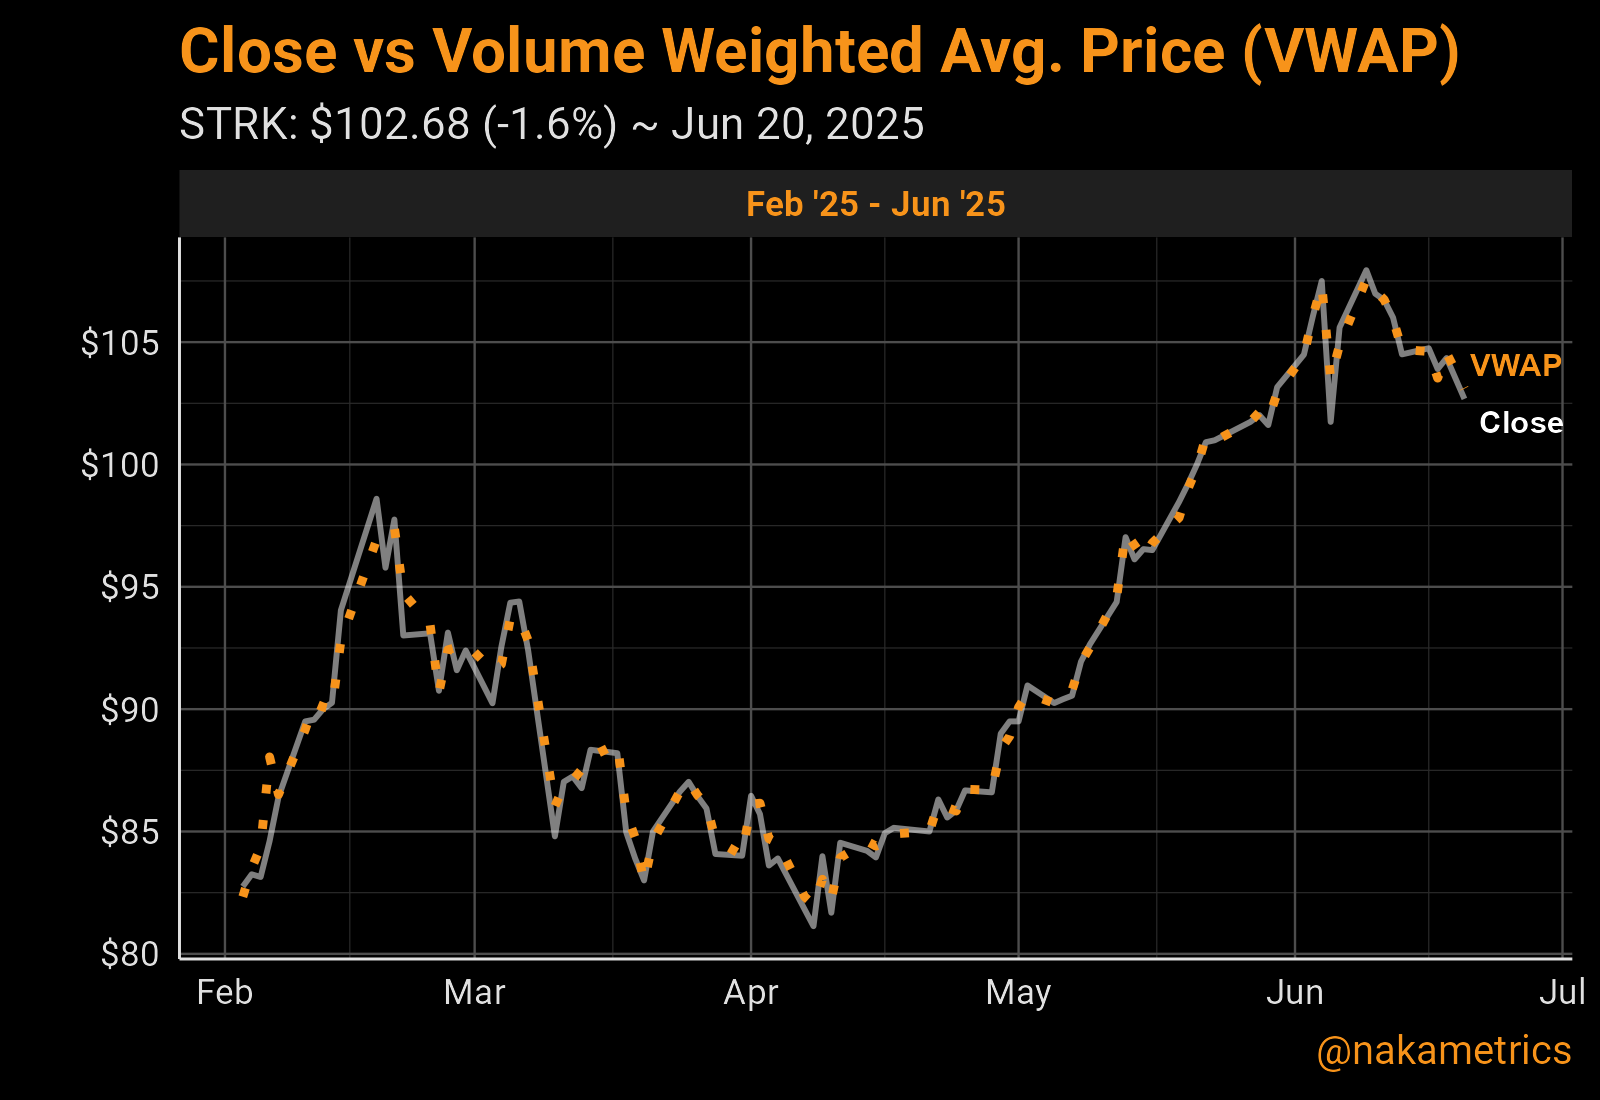 Close vs Volume Weighted Avg. Price (VWAP)
STRK: $102.68 (-1.6%) ~ Jun 20, 2025
Feb '25 - Jun '25
$105
$100
$95
$90
$85
$80
VWAP
Close
Feb Mar Apr May Jun Jul
@nakametrics